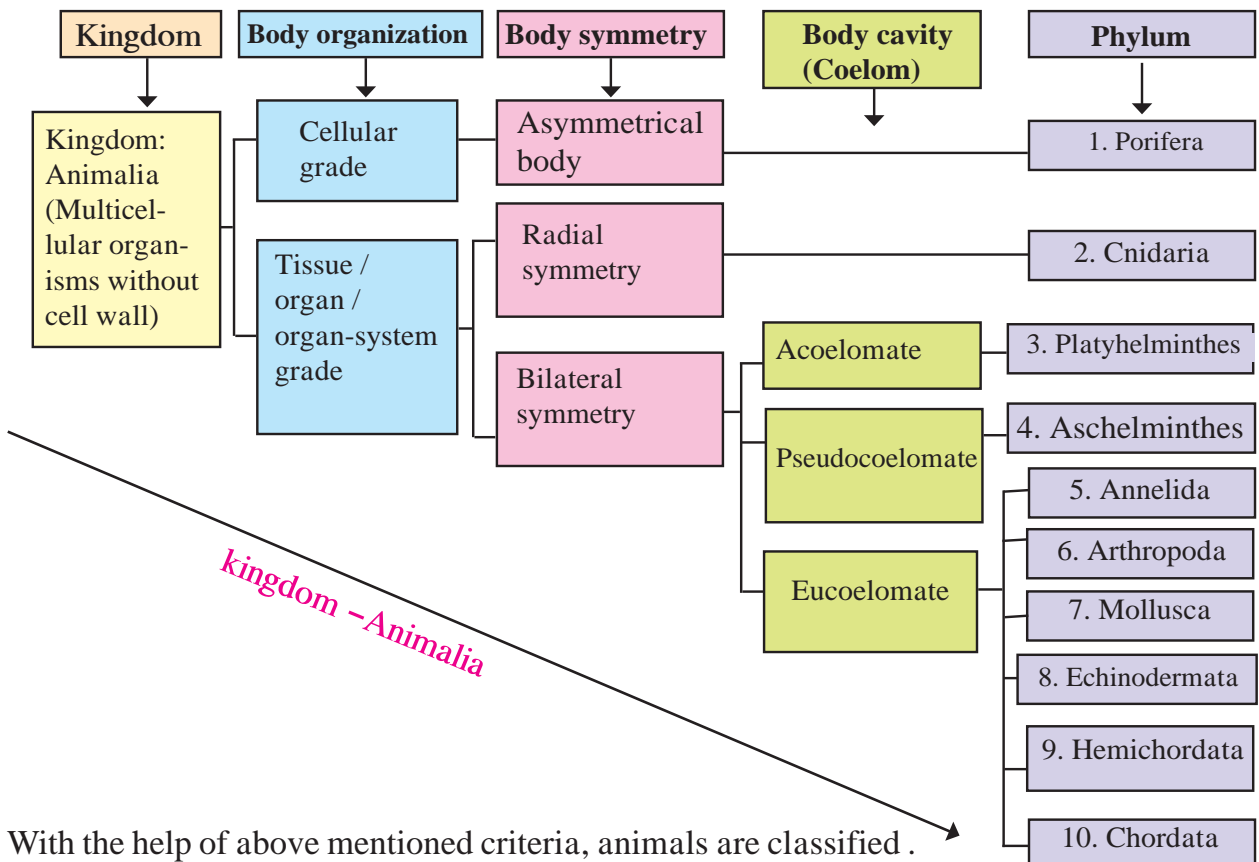 Kingdom
Body organization
Body symmetry
Body cavity
(Coelom)
Phylum
Kingdom:
Animalia
(Multicel-
lular organ-
isms without
cell wall)
Cellular
grade
Tissue /
organ /
organ-system
grade
Asymmetrical
body
Radial
symmetry
Bilateral
symmetry
Acoelomate
Pseudocoelomate
Eucoelomate
1. Porifera
2. Cnidaria
3. Platyhelminthes
4. Aschelminthes
5. Annelida
6. Arthropoda
7. Mollusca
8. Echinodermata
9. Hemichordata
10. Chordata
kingdom –Animalia
With the help of above mentioned criteria, animals are classified .